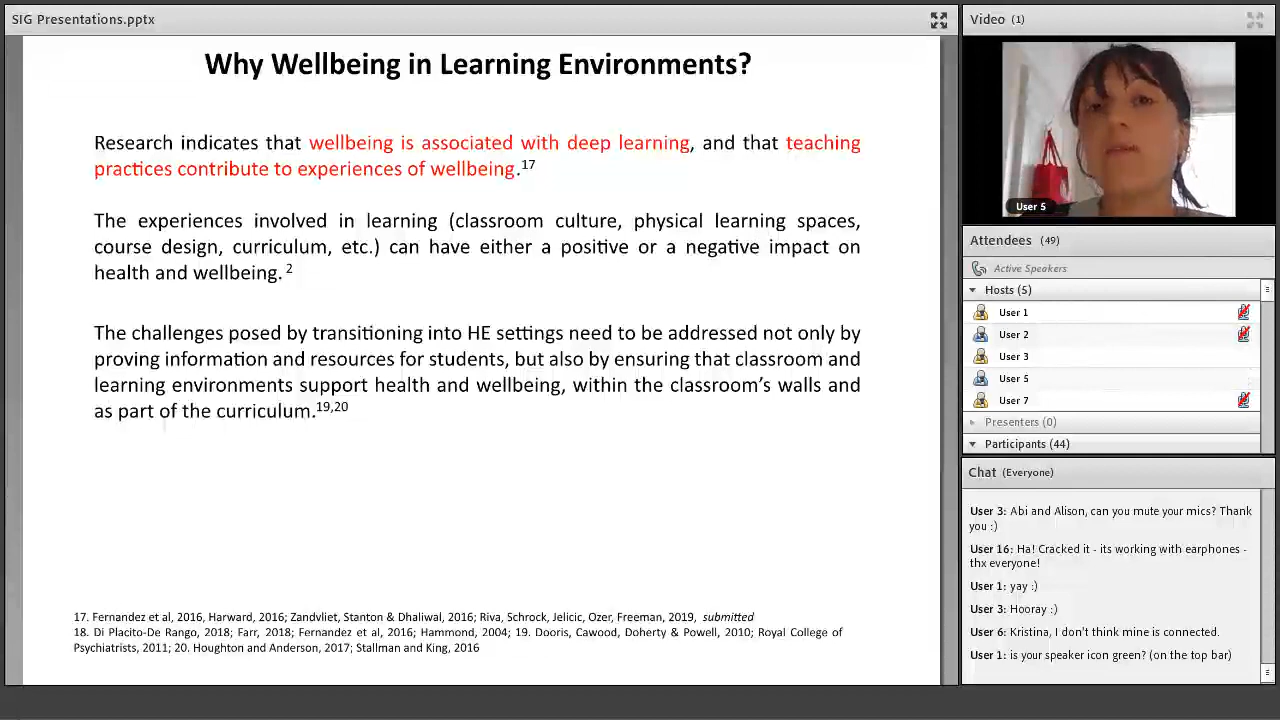 SIG Presentations.pptx
Why Wellbeing in Learning Environments?
Research indicates that wellbeing is associated with deep learning, and that teaching
practices contribute to experiences of wellbeing.17
The experiences involved in learning (classroom culture, physical learning spaces,
course design, curriculum, etc.) can have either a positive or a negative impact on
health and wellbeing. 2
The challenges posed by transitioning into HE settings need to be addressed not only by
proving information and resources for students, but also by ensuring that classroom and
learning environments support health and wellbeing, within the classroom's walls and
as part of the curriculum.19,20
17. Fernandez et al, 2016, Harward, 2016; Zandvliet, Stanton & Dhaliwal, 2016; Riva, Schrock, Jelicic, Ozer, Freeman, 2019, submitted
18. Di Placito-De Rango, 2018; Farr, 2018; Fernandez et al, 2016; Hammond, 2004; 19. Dooris, Cawood, Doherty & Powell, 2010; Royal College of
Psychiatrists, 2011; 20. Houghton and Anderson, 2017; Stallman and King, 2016
Video (1)
User 5
Attendees (49)
Active Speakers
Hosts (5)
User 1
User 2
User 3
User 5
User 7
Presenters (0)
Participants (44)
Chat (Everyone)
User 3: Abi and Alison, can you mute your mics? Thank
you :)
User 16: Ha! Cracked it - its working with earphones -
thx everyone!
User 1: yay :)
User 3: Hooray :)
User 6: Kristina, I don't think mine is connected.
User 1: is your speaker icon green? (on the top bar)